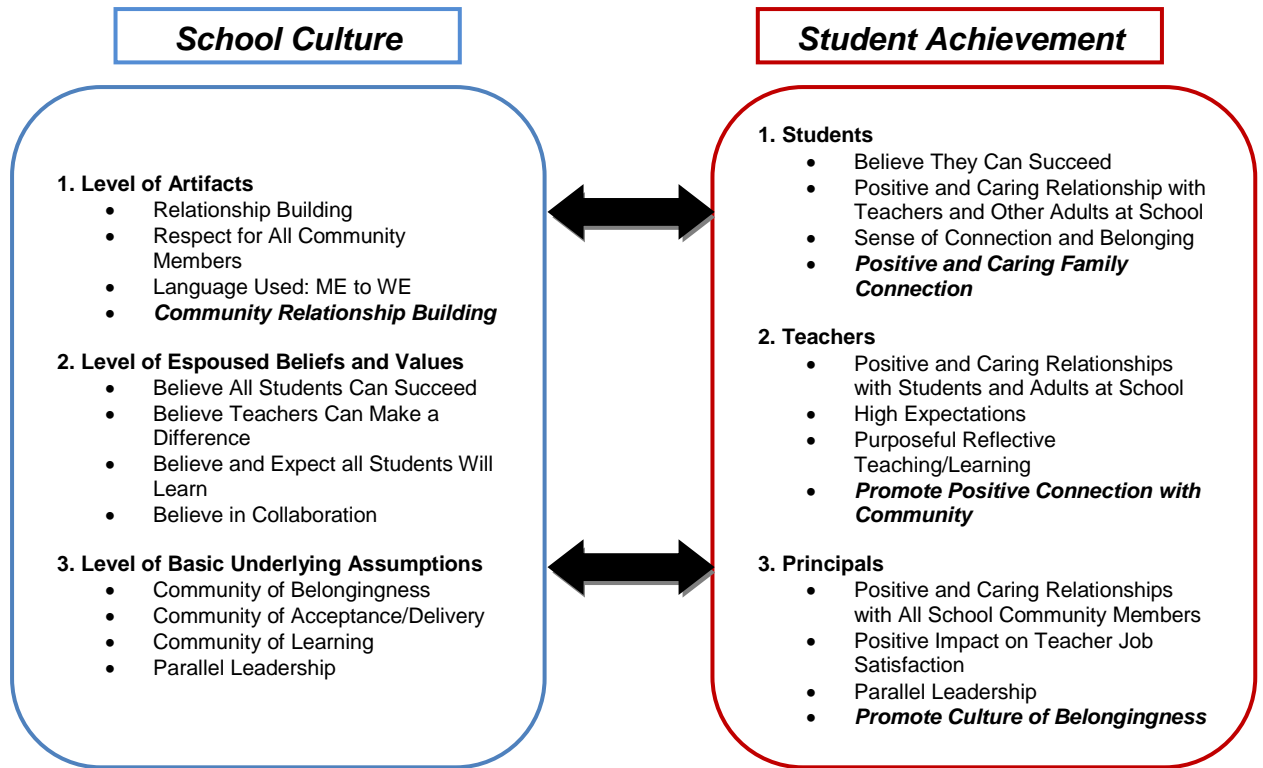 School Culture
1. Level of Artifacts
• Relationship Building
• Respect for All Community
Members
• Language Used: ME to WE
• Community Relationship Building
2. Level of Espoused Beliefs and Values
• Believe All Students Can Succeed
• Believe Teachers Can Make a
Difference
• Believe and Expect all Students Will
Learn
• Believe in Collaboration
3. Level of Basic Underlying Assumptions
• Community of Belongingness
• Community of Acceptance/Delivery
• Community of Learning
• Parallel Leadership
Student Achievement
1. Students
• Believe They Can Succeed
• Positive and Caring Relationship with
Teachers and Other Adults at School
• Sense of Connection and Belonging
• Positive and Caring Family
Connection
2. Teachers
• Positive and Caring Relationships
with Students and Adults at School
• High Expectations
• Purposeful Reflective
Teaching/Learning
• Promote Positive Connection with
Community
3. Principals
• Positive and Caring Relationships
with All School Community Members
• Positive Impact on Teacher Job
Satisfaction
• Parallel Leadership
• Promote Culture of Belongingness